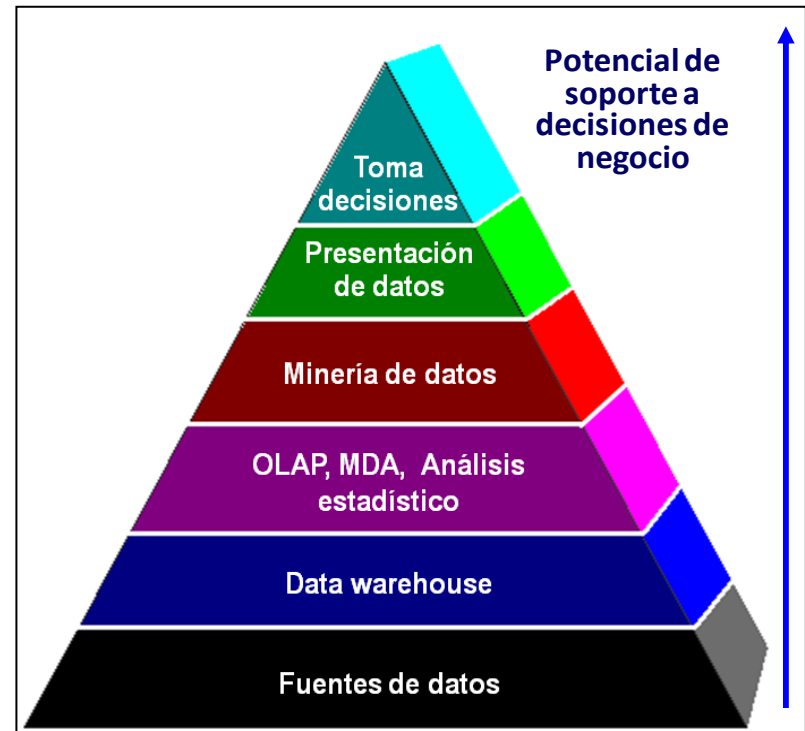 Potencial de
soporte a
decisiones de
negocio
Toma
decisiones
Presentación
de datos
Minería de datos
OLAP, MDA, Análisis
estadístico
Data warehouse
Fuentes de datos